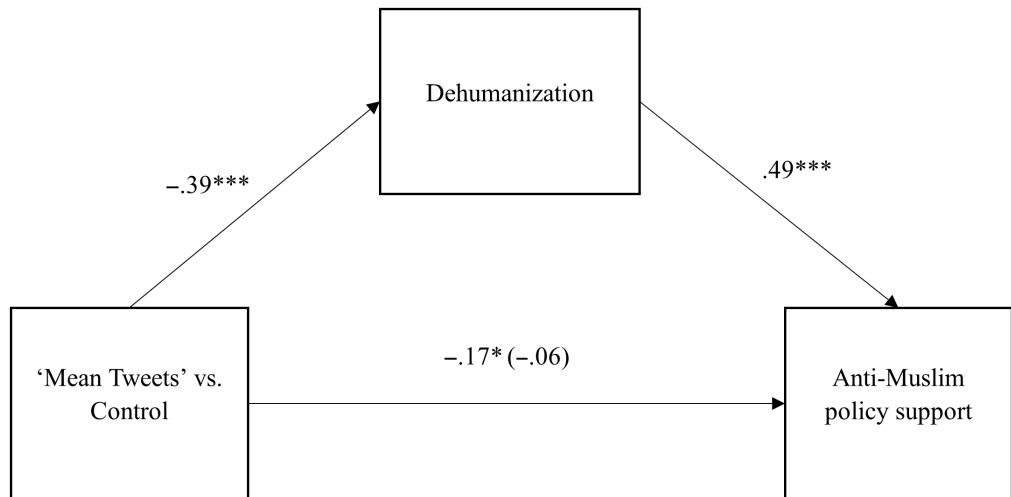 Dehumanization
–.39***
.49***
–.17* (–.06)
‘Mean Tweets’ vs.
Control
Anti-Muslim
policy support